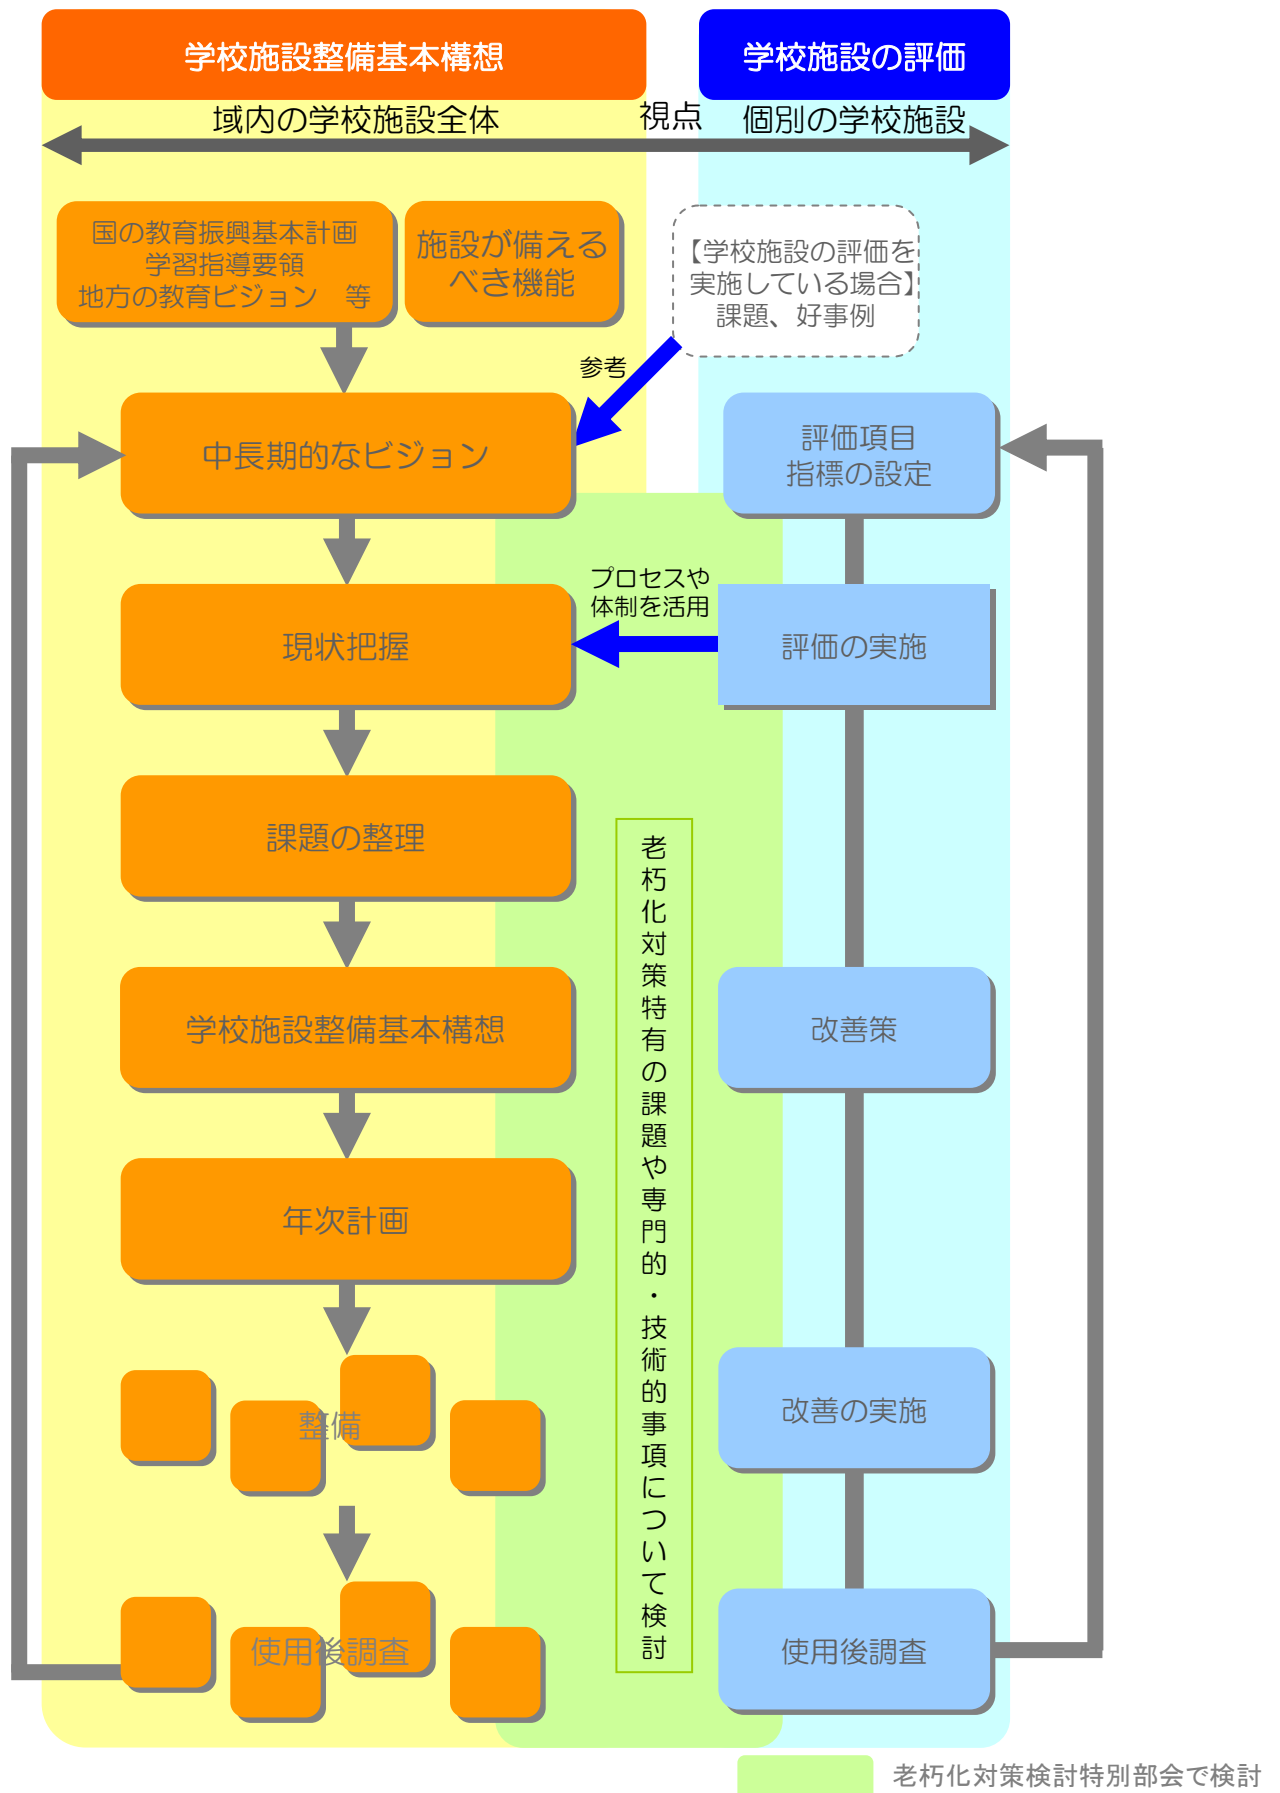 学校施設整備基本構想
学校施設の評価
域内の学校施設全体
視点
個別の学校施設
国の教育振興基本計画
学習指導要領
地方の教育ビジョン　等
施設が備える
べき機能
【学校施設の評価を
実施している場合】
課題、好事例
参考
中長期的なビジョン
評価項目
指標の設定
プロセスや
体制を活用
現状把握
評価の実施
課題の整理
老朽化対策特有の課題や専門的・技術的事項について検討
学校施設整備基本構想
改善策
年次計画
整備
改善の実施
使用後調査
使用後調査
老朽化対策検討特別部会で検討